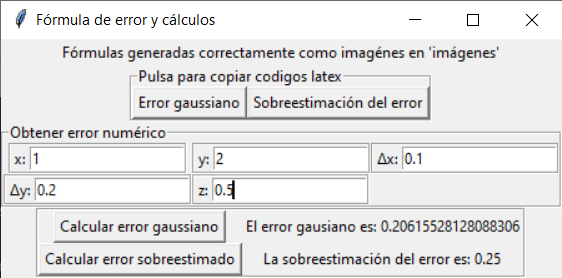 Fórmula de error y cálculos
Fórmulas generadas correctamente como imagénes en 'imágenes'
Pulsa para copiar codigos latex
Error gaussiano Sobreestimación del error
Obtener error numérico
x: 1 y: 2 Δx: 0.1
Δy: 0.2 z: 0.5
Calcular error gaussiano El error gausiano es: 0.20615528128088306
Calcular error sobreestimado La sobreestimación del error es: 0.25